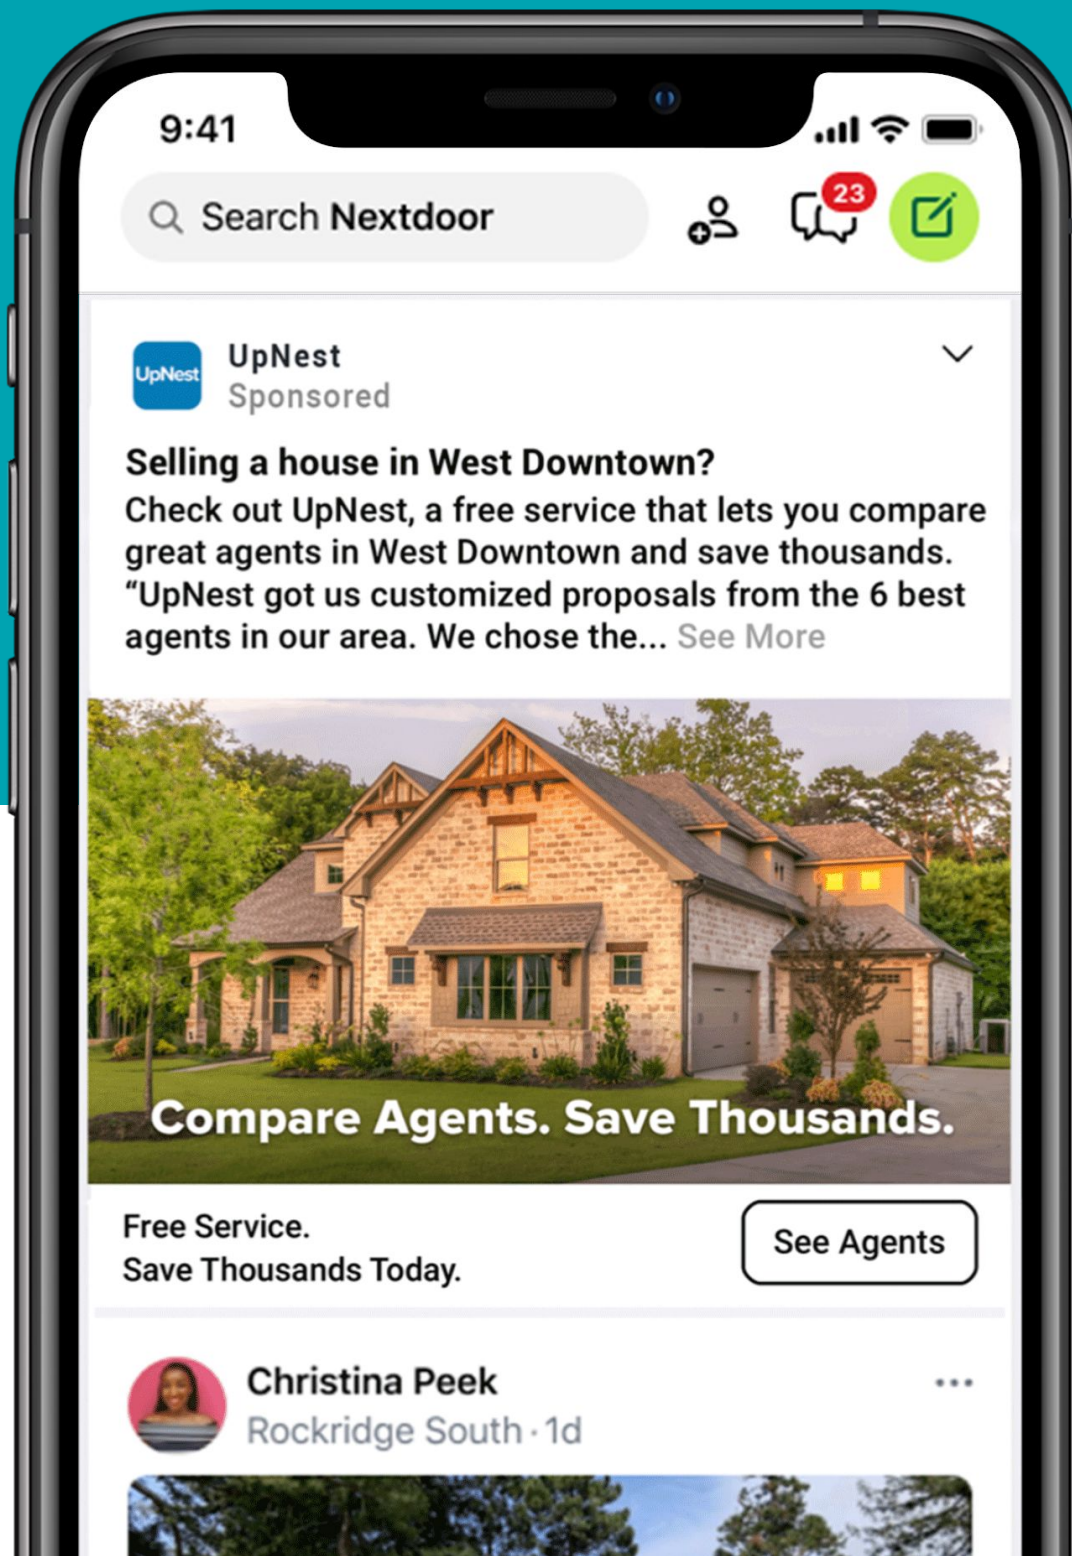 9:41
Search Nextdoor
23
UpNest
UpNest
Sponsored
Selling a house in West Downtown?
Check out UpNest, a free service that lets you compare
great agents in West Downtown and save thousands.
“UpNest got us customized proposals from the 6 best
agents in our area. We chose the... See More
Compare Agents. Save Thousands.
Free Service.
Save Thousands Today.
See Agents
Christina Peek
Rockridge South · 1d